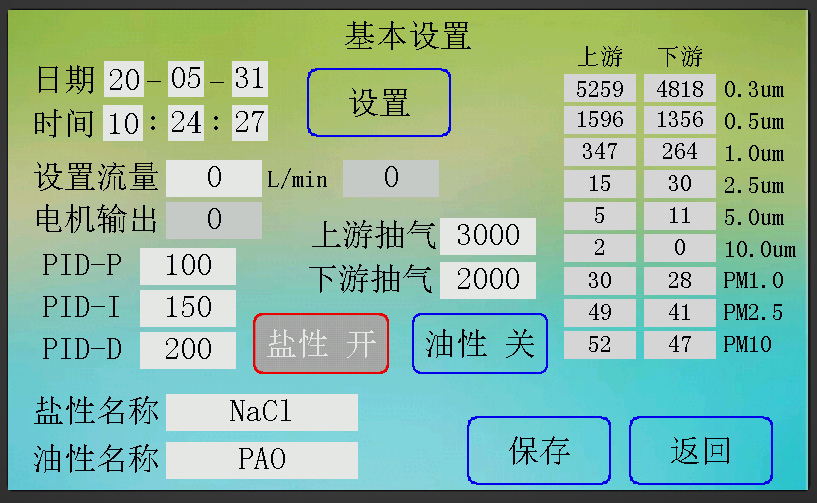 基本设置
日期 20-05-31
时间 10:24:27
设置
设置流量 0 L/min 0
电机输出 0
上游抽气 3000
下游抽气 2000
PID-P 100
PID-I 150
PID-D 200
盐性 开
油性 关
盐性名称 NaCl
油性名称 PAO
保存
返回
上游 下游
5259 4818 0.3um
1596 1356 0.5um
347 264 1.0um
15 30 2.5um
5 11 5.0um
2 0 10.0um
30 28 PM1.0
49 41 PM2.5
52 47 PM10